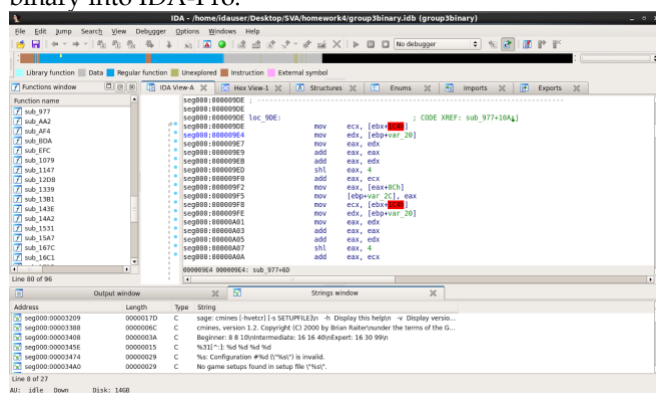 binary into IDA-Pro.
IDA - /home/idauser/Desktop/SVA/homework4/group3binary.idb (group3binary)
File Edit Jump Search View Debugger Options Windows Help
No debugger
Library function Data Regular function Unexplored Instruction External symbol
Functions window
IDA View-A Hex View-1 Structures Enums Imports Exports
Function name
sub_977
sub_AA2
sub_AF4
sub_BDA
sub_EFC
sub_1079
sub_1147
sub_12D8
sub_1339
sub_13B1
sub_143E
sub_14A2
sub_1531
sub_15A7
sub_167C
sub_16C1
Line 80 of 96
seg000:000009DE ; ----------
seg000:000009DE
seg000:000009DE loc_9DE: ; CODE XREF: sub_977+10A↓j
seg000:000009DE mov ecx, [ebx+1C4h]
seg000:000009E4 mov edx, [ebp+var_20]
seg000:000009E7 mov eax, edx
seg000:000009E9 add eax, eax
seg000:000009EB add eax, edx
seg000:000009ED shl eax, 4
seg000:000009F0 add eax, ecx
seg000:000009F2 mov eax, [eax+8Ch]
seg000:000009F5 mov [ebp+var_2C], eax
seg000:000009F8 mov ecx, [ebx+1C4h]
seg000:000009FE mov edx, [ebp+var_20]
seg000:00000A01 mov eax, edx
seg000:00000A03 add eax, eax
seg000:00000A05 add eax, edx
seg000:00000A07 shl eax, 4
seg000:00000A0A add eax, ecx
000009E4 000009E4: sub_977+6D
Output window Strings window
Address Length Type String
seg000:00003209 0000017D C sage: cmines [-hvetcr] [-s SETUPFILE]\n -h Display this help\n -v Display versio...
seg000:00003388 0000006C C cmines, version 1.2. Copyright (C) 2000 by Brian Raiter\nunder the terms of the G...
seg000:00003408 0000003A C Beginner: 8 8 10\nIntermediate: 16 16 40\nExpert: 16 30 99\n
seg000:0000345E 00000015 C %31[^:]: %d %d %d %d
seg000:00003474 00000029 C %s: Configuration #%d (\"%s\") is invalid.
seg000:000034A0 00000029 C No game setups found in setup file \"%s\".
Line 8 of 27
AU: idle Down Disk: 14GB